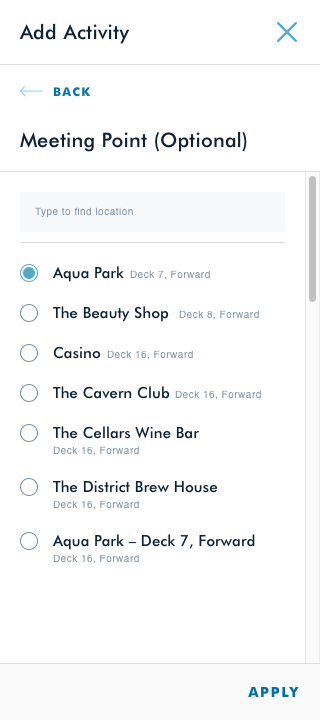 Add Activity
BACK
Meeting Point (Optional)
Type to find location
Aqua Park Deck 7, Forward
The Beauty Shop Deck 8, Forward
Casino Deck 16, Forward
The Cavern Club Deck 16, Forward
The Cellars Wine Bar
Deck 16, Forward
The District Brew House
Deck 16, Forward
Aqua Park – Deck 7, Forward
Deck 16, Forward
APPLY